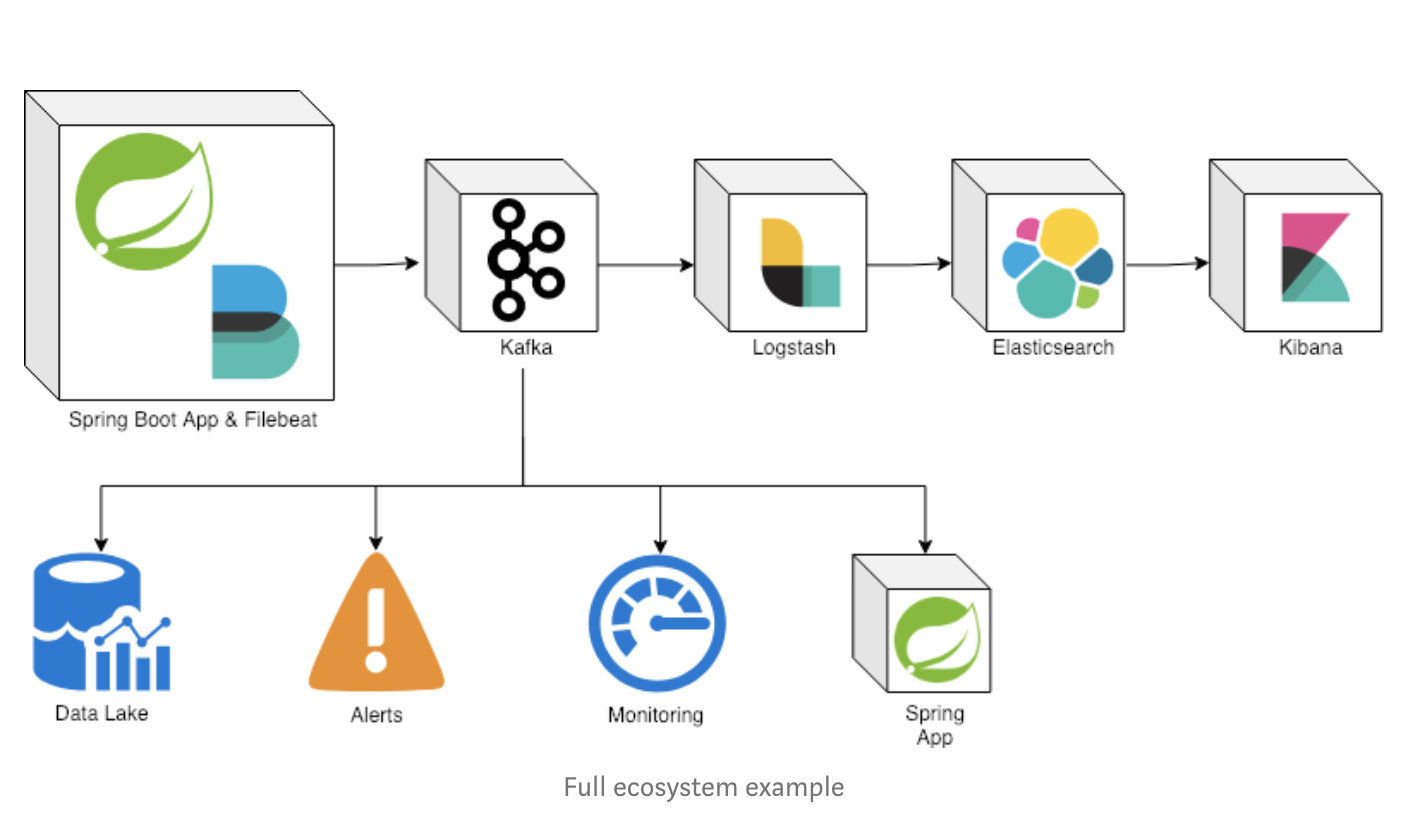 Kafka
Logstash
Elasticsearch
Kibana
Spring Boot App & Filebeat
Data Lake
Alerts
Monitoring
Spring
App
Full ecosystem example